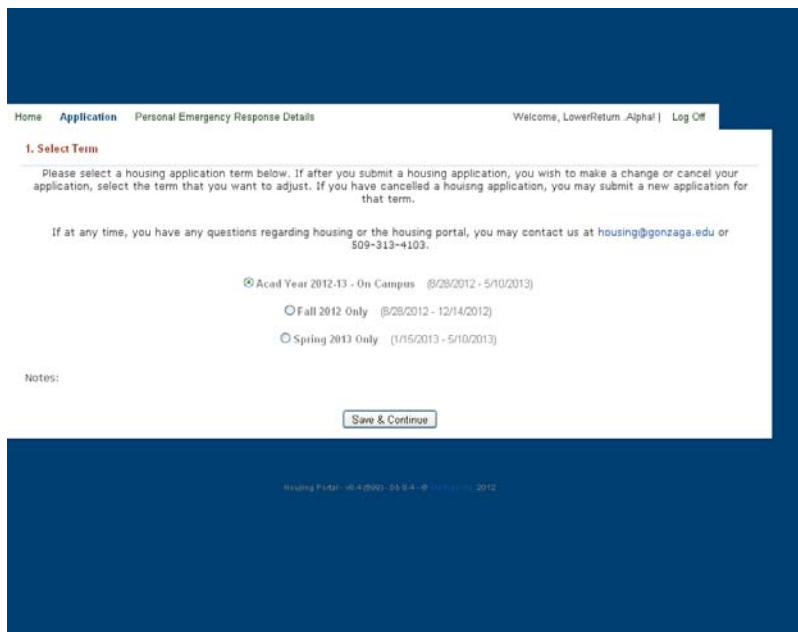 Home Application Personal Emergency Response Details Welcome, LowerReturn .Alpha! | Log Off
1. Select Term
Please select a housing application term below. If after you submit a housing application, you wish to make a change or cancel your
application, select the term that you want to adjust. If you have cancelled a houisng application, you may submit a new application for
that term.
If at any time, you have any questions regarding housing or the housing portal, you may contact us at housing@gonzaga.edu or
509-313-4103.
Acad Year 2012-13 - On Campus (8/28/2012 - 5/10/2013)
Fall 2012 Only (8/28/2012 - 12/14/2012)
Spring 2013 Only (1/15/2013 - 5/10/2013)
Notes:
Save & Continue
Housing Portal - 2012